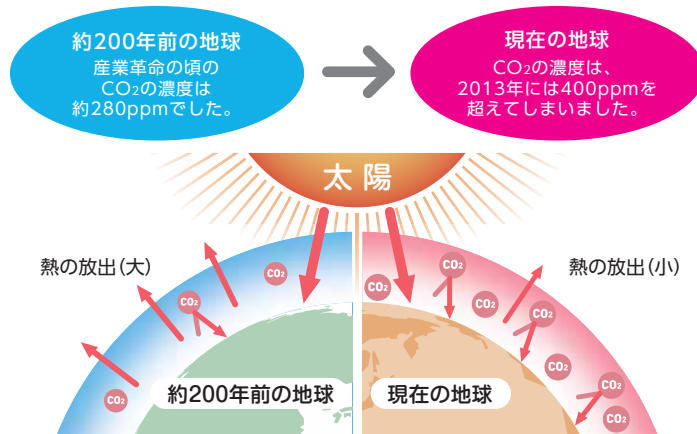 約200年前の地球
産業革命の頃の
CO₂の濃度は
約280ppmでした。
現在の地球
CO₂の濃度は、
2013年には400ppmを
超えてしまいました。
太陽
熱の放出(大)
熱の放出(小)
CO₂
CO₂
CO₂
CO₂
CO₂
CO₂
CO₂
CO₂
CO₂
CO₂
約200年前の地球
現在の地球